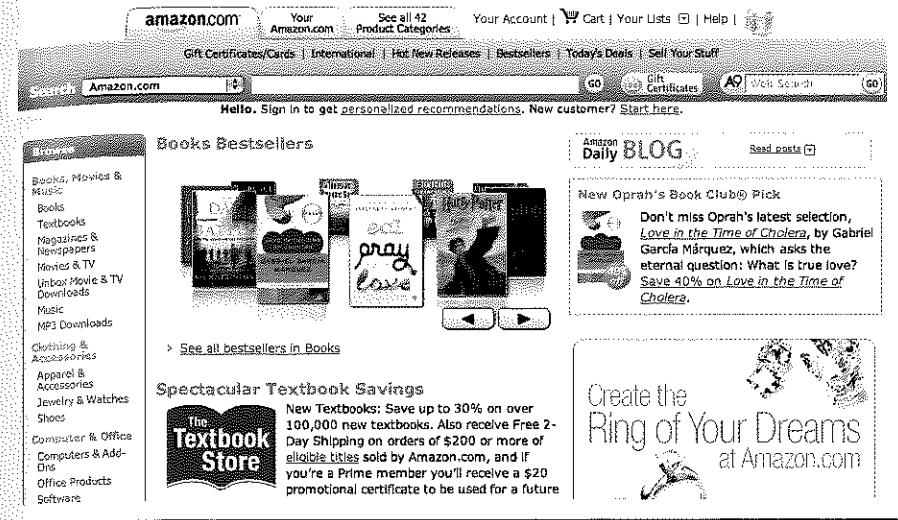 amazon.com
Your Amazon.com
See all 42 Product Categories
Your Account | Cart | Your Lists | Help |
Gift Certificates/Cards | International | Hot New Releases | Bestsellers | Today's Deals | Sell Your Stuff
Search Amazon.com GO Gift Certificates A9 Web Search GO
Hello. Sign in to get personalized recommendations. New customer? Start here.
Browse
Books, Movies &
Music
Books
Textbooks
Magazines &
Newspapers
Movies & TV
Unbox Movie & TV
Downloads
Music
MP3 Downloads
Clothing &
Accessories
Apparel &
Accessories
Jewelry & Watches
Shoes
Computer & Office
Computers & Add-
Ons
Office Products
Software
Books Bestsellers
eat
pray
love
Harry Potter
> See all bestsellers in Books
Spectacular Textbook Savings
The
Textbook
Store
New Textbooks: Save up to 30% on over
100,000 new textbooks. Also receive Free 2-
Day Shipping on orders of $200 or more of
eligible titles sold by Amazon.com, and if
you're a Prime member you'll receive a $20
promotional certificate to be used for a future
Amazon
Daily BLOG
Read posts
New Oprah's Book Club® Pick
Don't miss Oprah's latest selection,
Love in the Time of Cholera, by Gabriel
García Márquez, which asks the
eternal question: What is true love?
Save 40% on Love in the Time of
Cholera.
Create the
Ring of Your Dreams
at Amazon.com